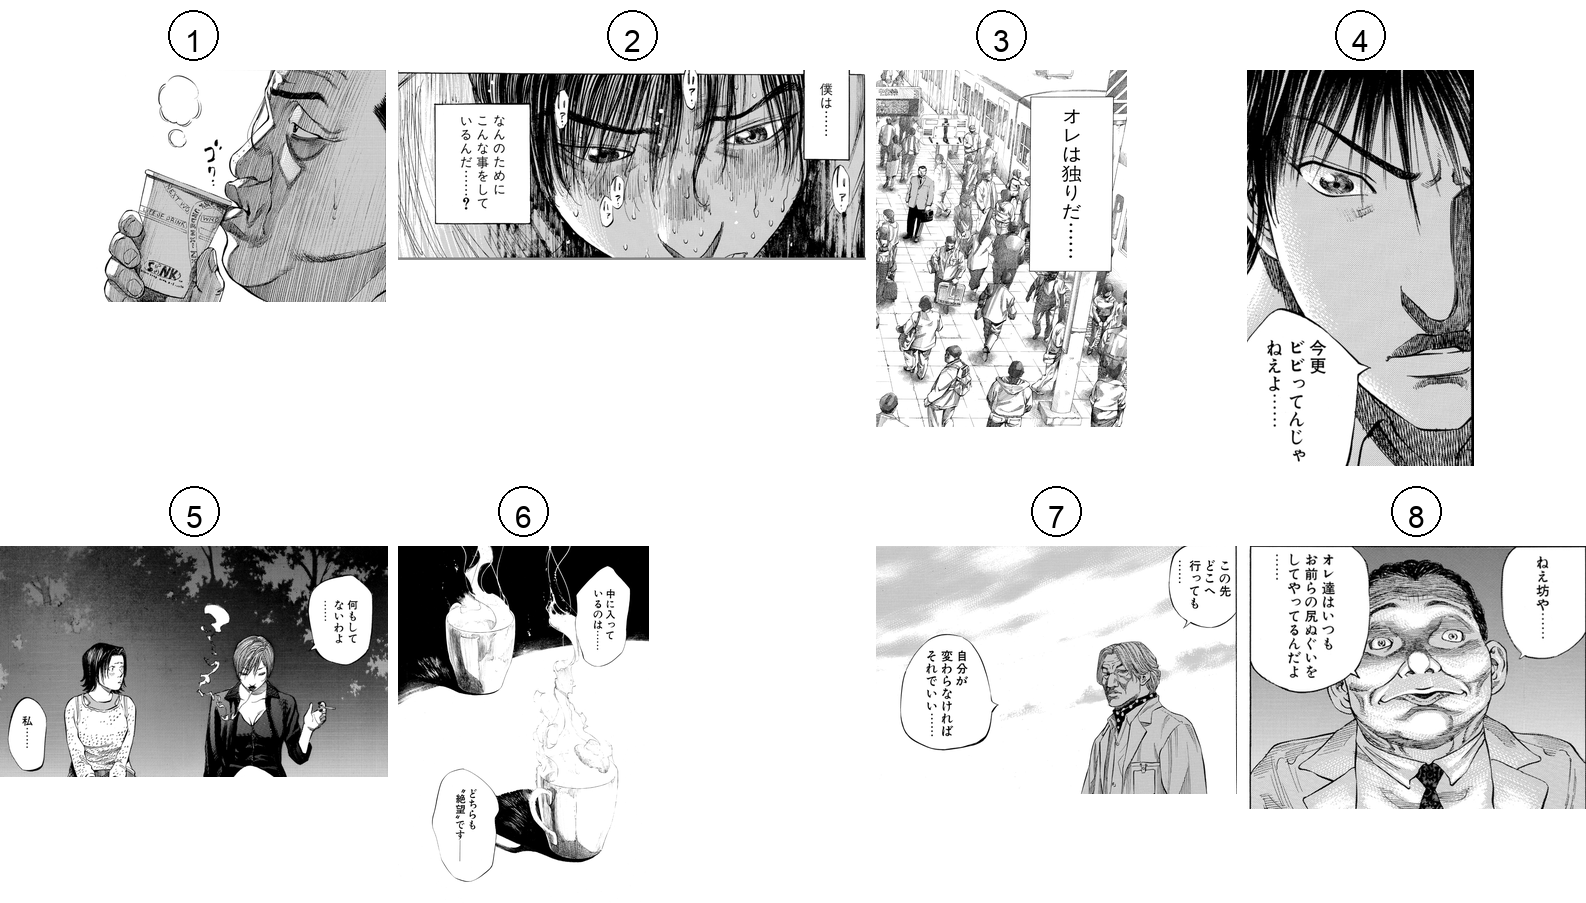 1
ゴク…
SONK
2
僕は……
なんのために
こんな事をして
いるんだ……?
ハァ
ハァ
ハァ
ハァ
ハァ
3
オレは独りだ……
4
今更
ビビってんじゃ
ねえよ……
5
何もして
ないわよ
……
私……
6
中に入って
いるのは……
どちらも
“絶望”です──
7
この先
どこへ
行っても
……
自分が
変わらなければ
それでいい……
8
ねえ坊や……
オレ達はいつも
お前らの尻ぬぐいを
してやってるんだよ
……